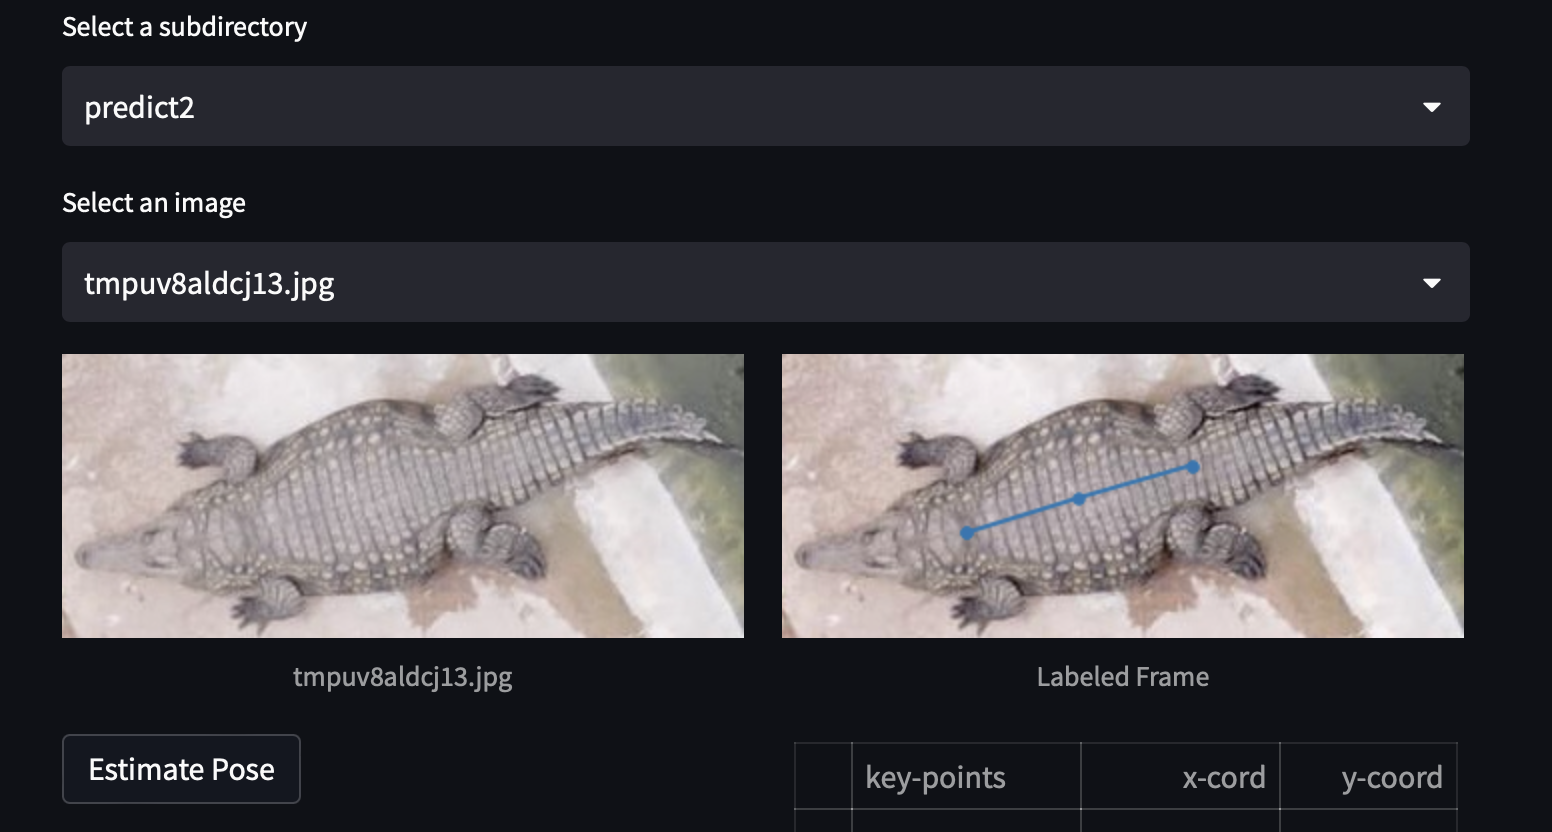 Select a subdirectory
predict2
Select an image
tmpuv8aldcj13.jpg
tmpuv8aldcj13.jpg
Labeled Frame
Estimate Pose
key-points x-cord y-coord